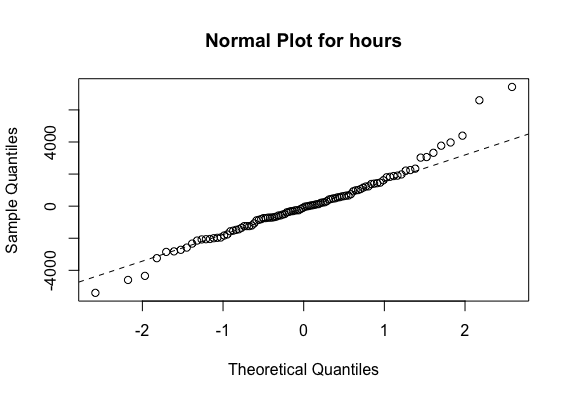 Normal Plot for hours
Sample Quantiles
4000
0
-4000
-2
-1
0
1
2
Theoretical Quantiles